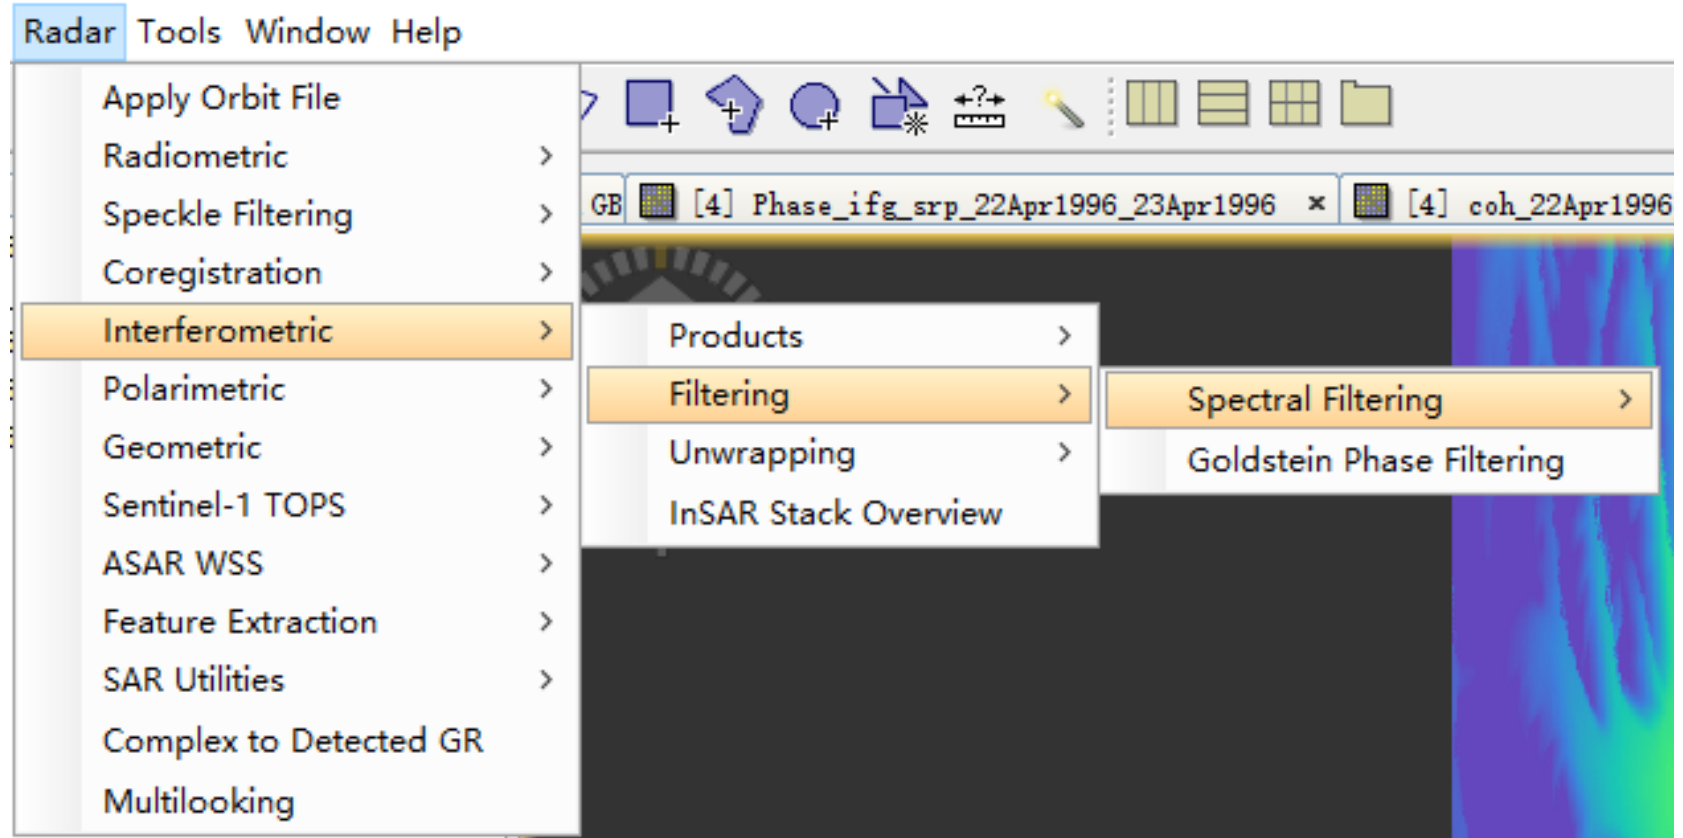 Radar Tools Window Help
Apply Orbit File
Radiometric
Speckle Filtering
Coregistration
Interferometric
Polarimetric
Geometric
Sentinel-1 TOPS
ASAR WSS
Feature Extraction
SAR Utilities
Complex to Detected GR
Multilooking
GB [4] Phase_ifg_srp_22Apr1996_23Apr1996 × [4] coh_22Apr1996
Products
Filtering
Unwrapping
InSAR Stack Overview
Spectral Filtering
Goldstein Phase Filtering